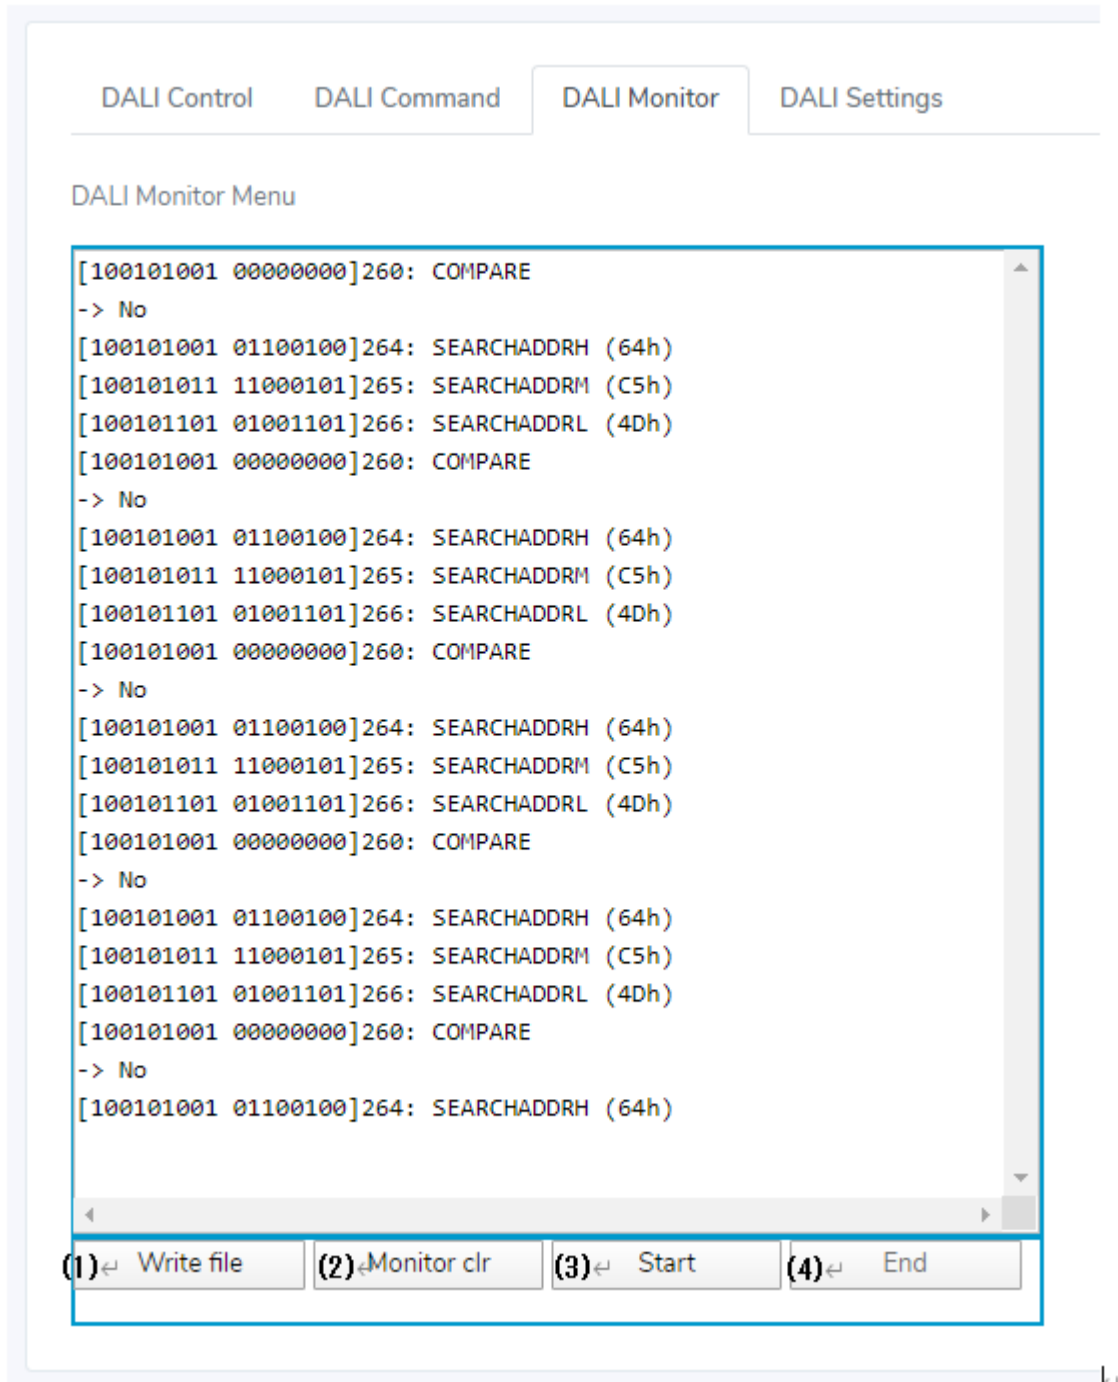 DALI Control DALI Command DALI Monitor DALI Settings
DALI Monitor Menu
[100101001 00000000]260: COMPARE
-> No
[100101001 01100100]264: SEARCHADDRH (64h)
[100101011 11000101]265: SEARCHADDRM (C5h)
[100101101 01001101]266: SEARCHADDRL (4Dh)
[100101001 00000000]260: COMPARE
-> No
[100101001 01100100]264: SEARCHADDRH (64h)
[100101011 11000101]265: SEARCHADDRM (C5h)
[100101101 01001101]266: SEARCHADDRL (4Dh)
[100101001 00000000]260: COMPARE
-> No
[100101001 01100100]264: SEARCHADDRH (64h)
[100101011 11000101]265: SEARCHADDRM (C5h)
[100101101 01001101]266: SEARCHADDRL (4Dh)
[100101001 00000000]260: COMPARE
-> No
[100101001 01100100]264: SEARCHADDRH (64h)
[100101011 11000101]265: SEARCHADDRM (C5h)
[100101101 01001101]266: SEARCHADDRL (4Dh)
[100101001 00000000]260: COMPARE
-> No
[100101001 01100100]264: SEARCHADDRH (64h)
(1)↵ Write file (2)↵ Monitor clr (3)↵ Start (4)↵ End